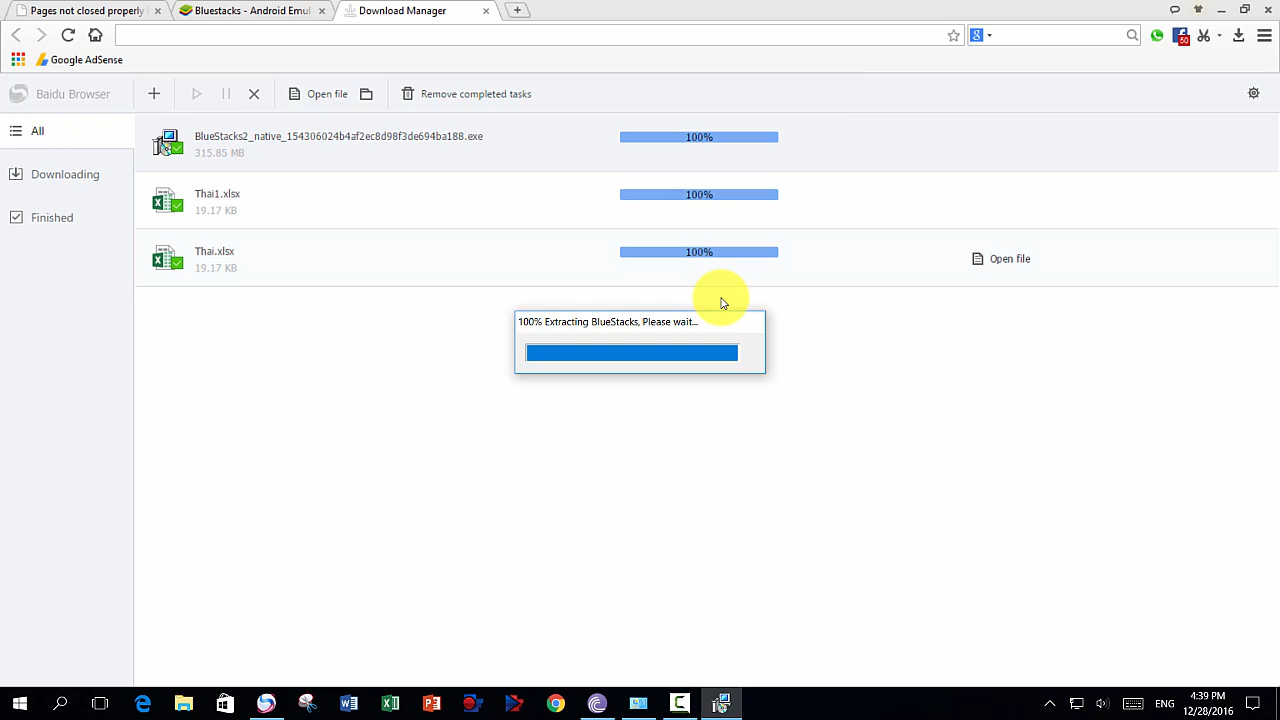 Pages not closed properly
Bluestacks - Android Emul
Download Manager
50
Google AdSense
Baidu Browser
Open file
Remove completed tasks
All
Downloading
Finished
BlueStacks2_native_154306024b4af2ec8d98f3de694ba188.exe
315.85 MB
100%
Thai1.xlsx
19.17 KB
100%
Thai.xlsx
19.17 KB
100%
Open file
100% Extracting BlueStacks, Please wait...
ENG
4:39 PM
12/28/2016